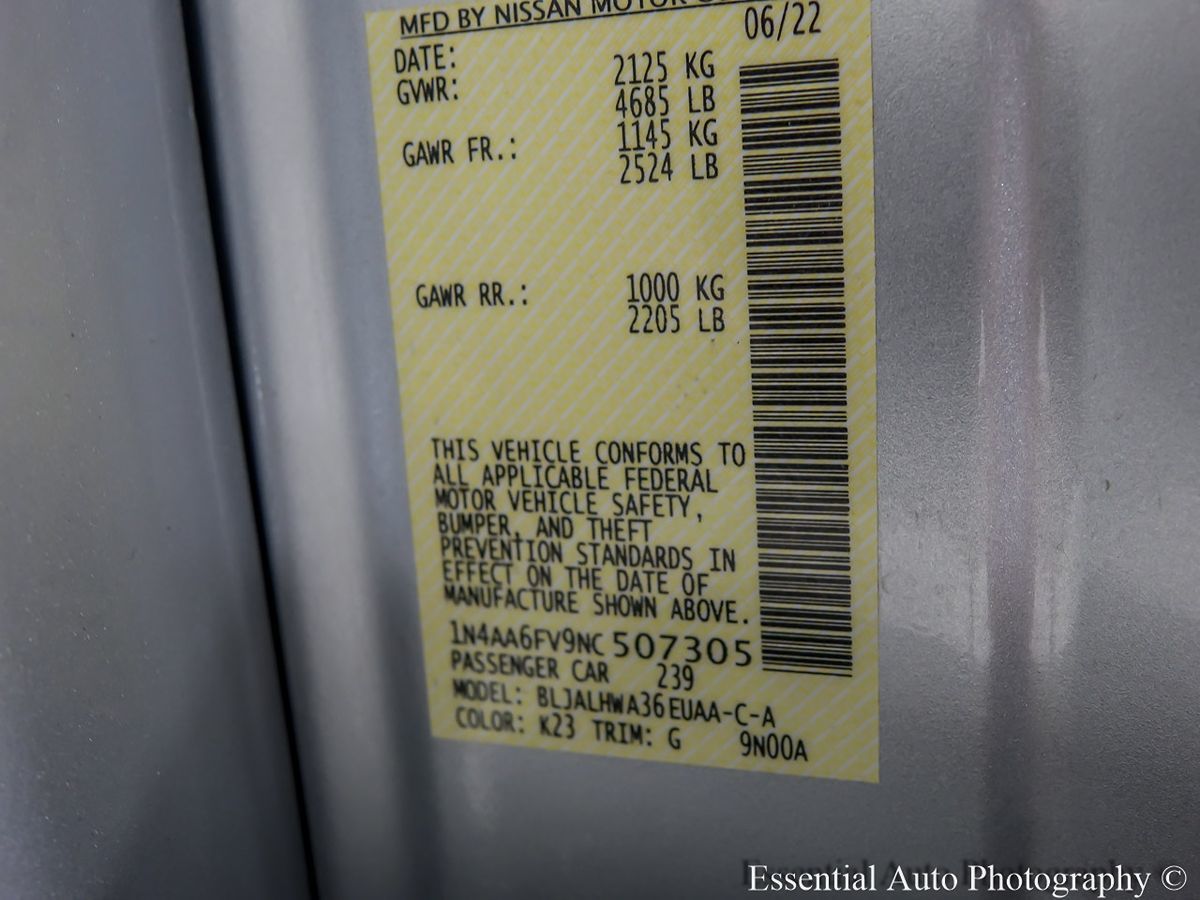 MFD BY NISSAN MOTOR
DATE: 06/22
GVWR: 2125 KG
4685 LB
GAWR FR.: 1145 KG
2524 LB
GAWR RR.: 1000 KG
2205 LB
THIS VEHICLE CONFORMS TO
ALL APPLICABLE FEDERAL
MOTOR VEHICLE SAFETY,
BUMPER, AND THEFT
PREVENTION STANDARDS IN
EFFECT ON THE DATE OF
MANUFACTURE SHOWN ABOVE.
1N4AA6FV9NC507305
PASSENGER CAR 239
MODEL: BLJALHWA36EUAA-C-A
COLOR: K23 TRIM: G 9N00A
Essential Auto Photography ©